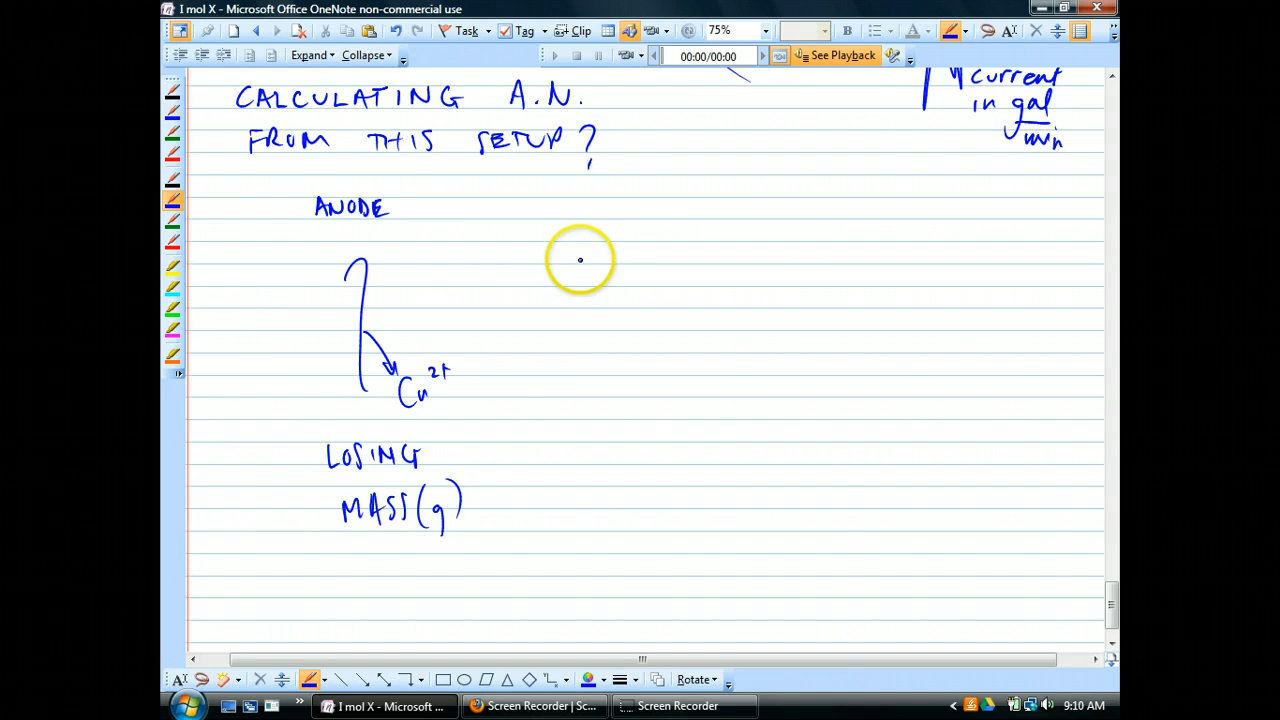 I mol X - Microsoft Office OneNote non-commercial use
Task Tag Clip 75% B A
Expand Collapse 00:00/00:00 See Playback
current
in gal
min
CALCULATING A.N.
FROM THIS SETUP?
ANODE
Cu2+
LOSING
MASS(g)
Rotate
I mol X - Microsoft ... Screen Recorder | Sc... Screen Recorder 9:10 AM